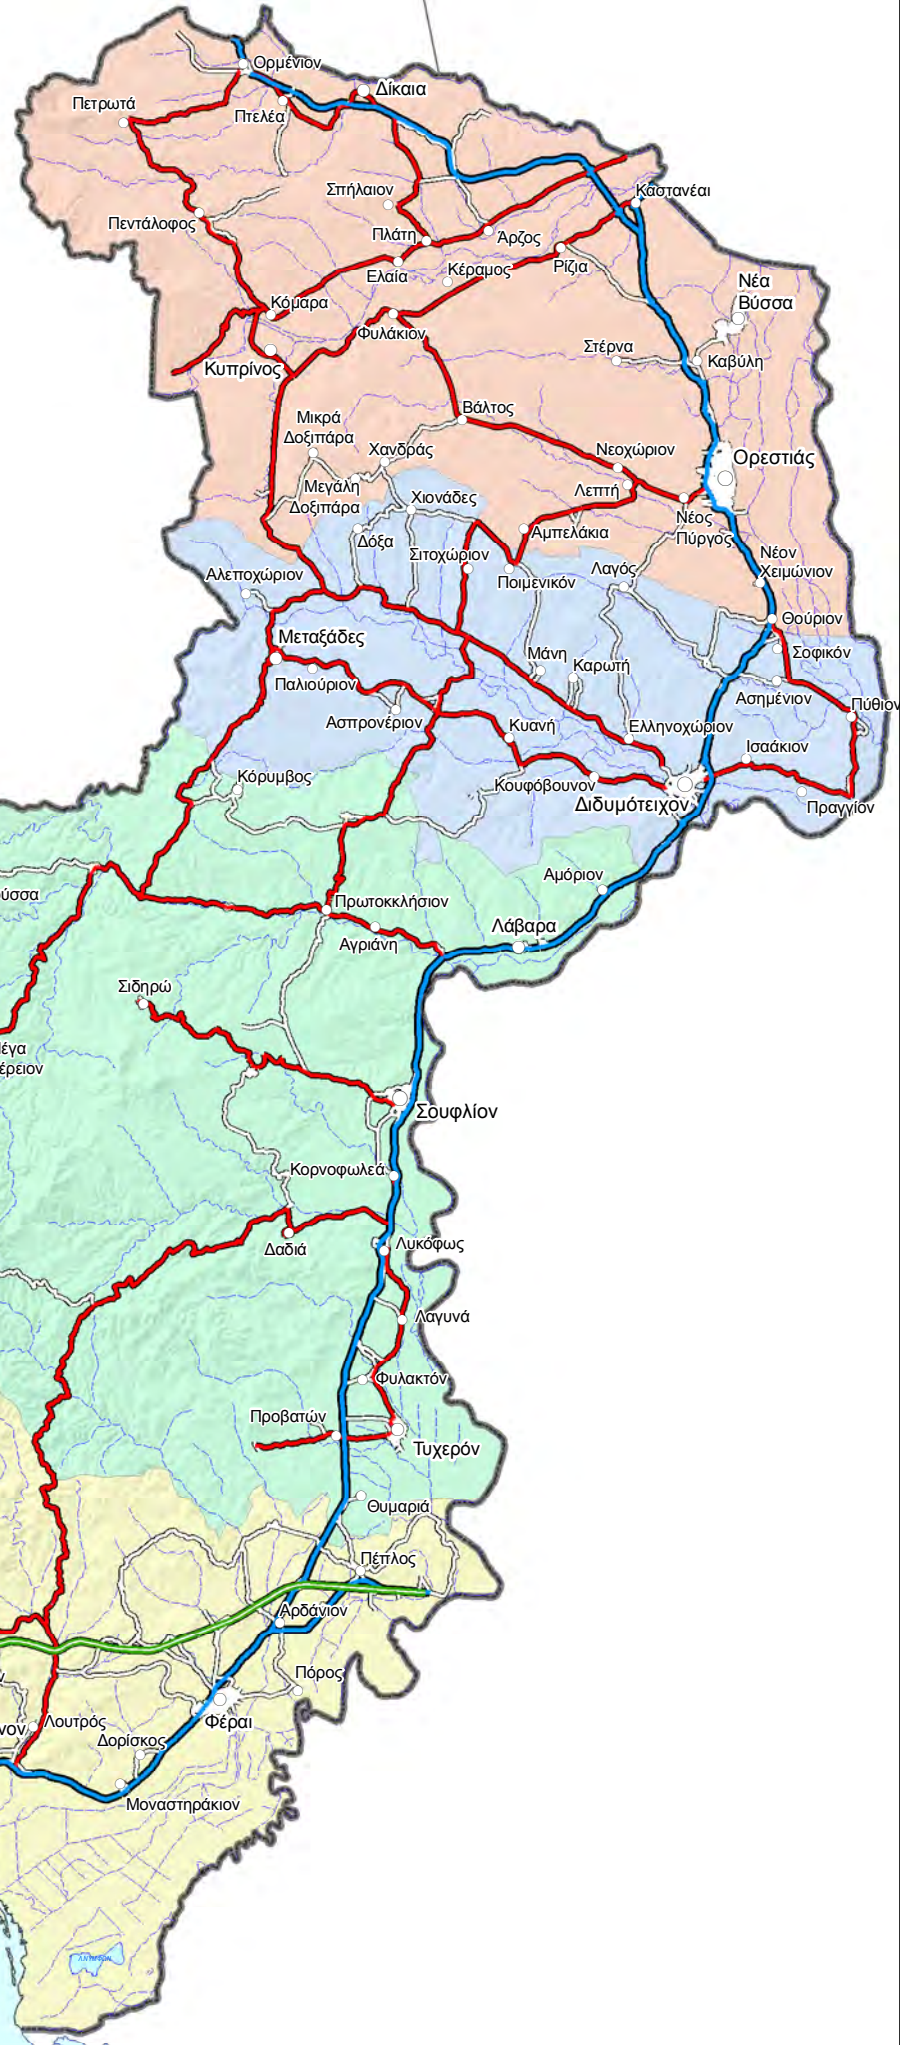 Ορμένιον
Δίκαια
Πετρωτά
Πτελέα
Σπήλαιον
Καστανέαι
Πεντάλοφος
Πλάτη
Άρζος
Ρίζια
Ελαία
Κέραμος
Νέα
Βύσσα
Κόμαρα
Φυλάκιον
Στέρνα
Καβύλη
Κυπρίνος
Βάλτος
Μικρά
Δοξιπάρα
Χανδράς
Νεοχώριον
Ορεστιάς
Μεγάλη
Δοξιπάρα
Λεπτή
Χιονάδες
Νέος
Πύργος
Αμπελάκια
Δόξα
Σιτοχώριον
Νέον
Χειμώνιον
Αλεποχώριον
Ποιμενικόν
Λαγός
Θούριον
Μεταξάδες
Σοφικόν
Μάνη
Καρωτή
Παλιούριον
Ασημένιον
Πύθιον
Ασπρονέριον
Κυανή
Ελληνοχώριον
Ισαάκιον
Κόρυμβος
Κουφόβουνον
Διδυμότειχον
Πραγγίον
Αμόριον
ύσσα
Πρωτοκκλήσιον
Λάβαρα
Αγριάνη
Σιδηρώ
έγα
έρειον
Σουφλίον
Κορνοφωλεά
Δαδιά
Λυκόφως
Λαγυνά
Φυλακτόν
Προβατών
Τυχερόν
Θυμαριά
Πέπλος
Αρδάνιον
Πόρος
νον
Λουτρός
Φέραι
Δορίσκος
Μοναστηράκιον